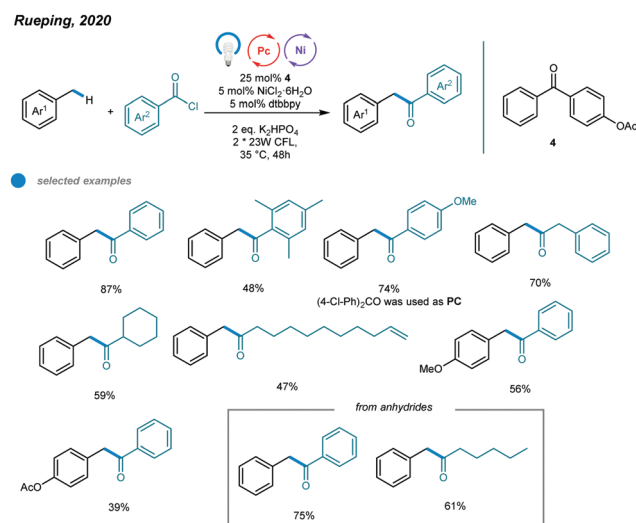 Rueping, 2020
Pc
Ni
25 mol% 4
5 mol% NiCl2·6H2O
5 mol% dtbbpy
2 eq. K2HPO4
2 * 23W CFL,
35 °C, 48h
Ar1
H
+
Ar2
O
Cl
Ar1
O
Ar2
O
OAc
4
selected examples
O
87%
O
48%
O
OMe
74%
(4-Cl-Ph)2CO was used as PC
O
70%
O
59%
O
47%
MeO
O
56%
AcO
O
39%
from anhydrides
O
75%
O
61%